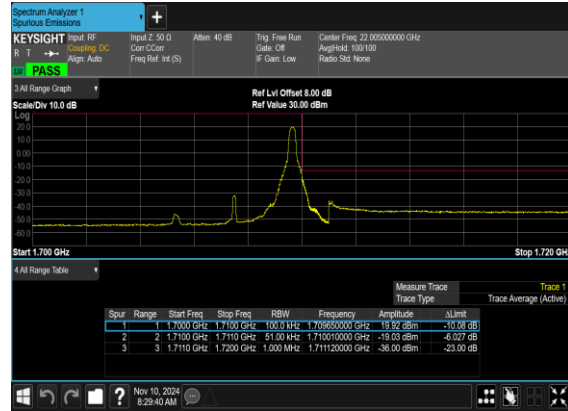 Spectrum Analyzer 1
Spurious Emissions
KEYSIGHT
R T
LW PASS
Input: RF
Coupling: DC
Align: Auto
Input Z: 50 Ω
Corr CCorr
Freq Ref: Int (S)
Atten: 40 dB
Trig: Free Run
Gate: Off
IF Gain: Low
Center Freq: 22.005000000 GHz
Avg|Hold: 100/100
Radio Std: None
3 All Range Graph
Scale/Div 10.0 dB
Ref Lvl Offset 8.00 dB
Ref Value 30.00 dBm
Log
20.0
10.0
0.00
-10.0
-20.0
-30.0
-40.0
-50.0
-60.0
Start 1.700 GHz
Stop 1.720 GH
4 All Range Table
Measure Trace Trace 1
Trace Type Trace Average (Active)
Spur Range Start Freq Stop Freq RBW Frequency Amplitude ΔLimit
1 1 1.7000 GHz 1.7100 GHz 100.0 kHz 1.709650000 GHz 19.92 dBm -10.08 dB
2 2 1.7100 GHz 1.7110 GHz 51.00 kHz 1.710010000 GHz -19.03 dBm -6.027 dB
3 3 1.7110 GHz 1.7200 GHz 1.000 MHz 1.711120000 GHz -36.00 dBm -23.00 dB
?
Nov 10, 2024
8:29:40 AM